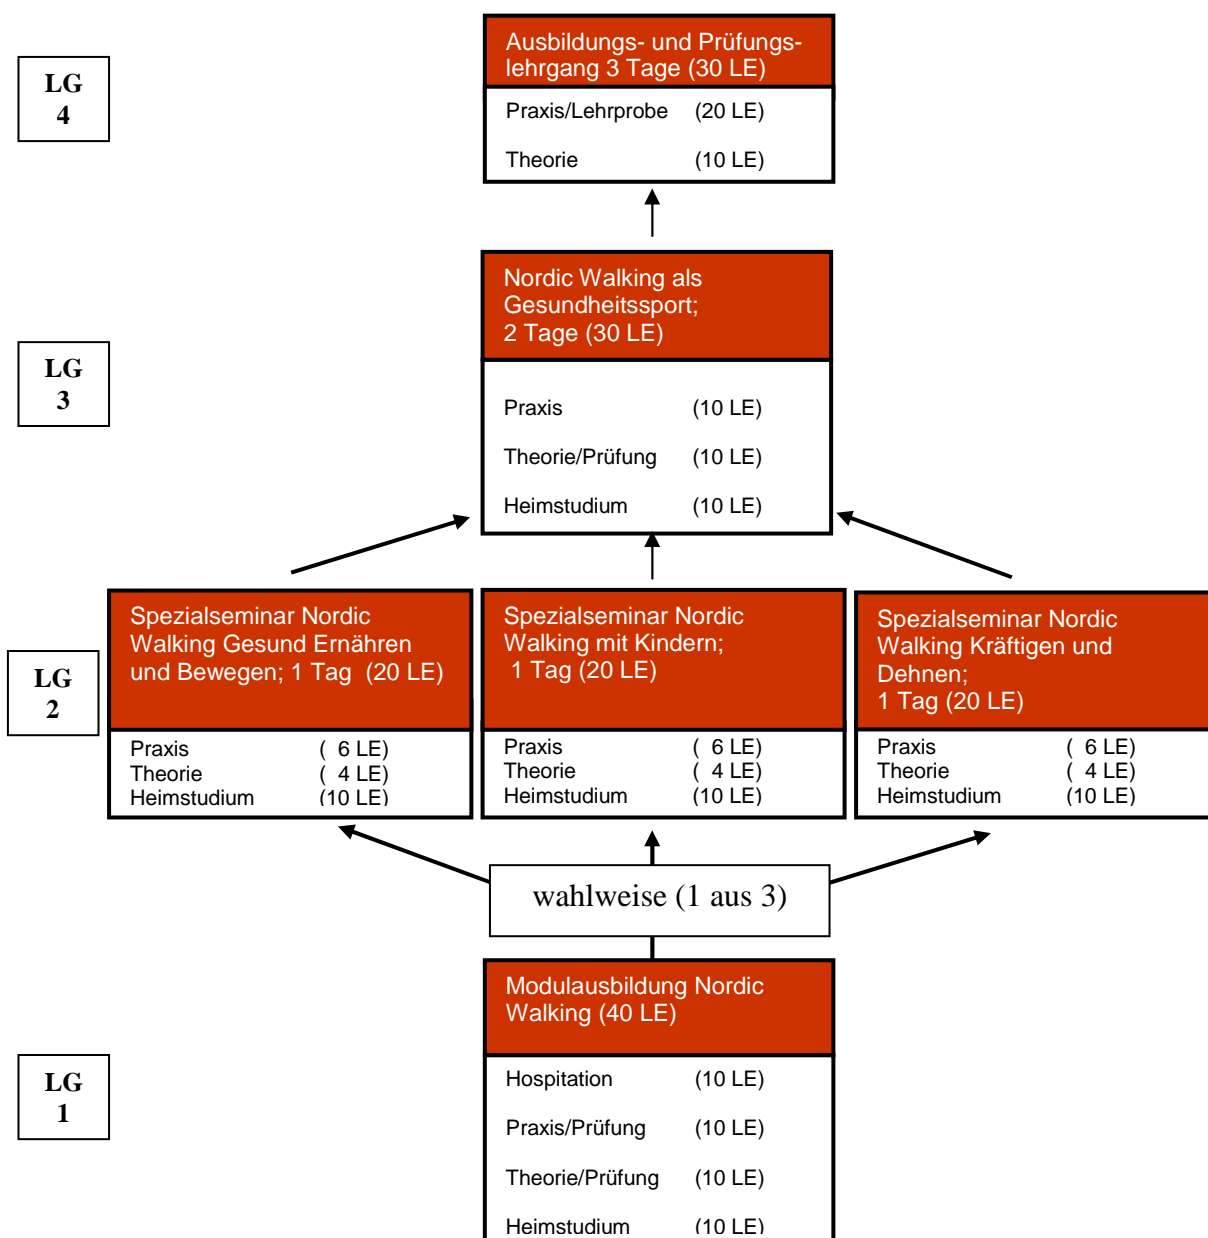 LG
4
Ausbildungs- und Prüfungs-
lehrgang 3 Tage (30 LE)
Praxis/Lehrprobe (20 LE)
Theorie (10 LE)
LG
3
Nordic Walking als
Gesundheitssport;
2 Tage (30 LE)
Praxis (10 LE)
Theorie/Prüfung (10 LE)
Heimstudium (10 LE)
LG
2
Spezialseminar Nordic
Walking Gesund Ernähren
und Bewegen; 1 Tag (20 LE)
Praxis ( 6 LE)
Theorie ( 4 LE)
Heimstudium (10 LE)
Spezialseminar Nordic
Walking mit Kindern;
1 Tag (20 LE)
Praxis ( 6 LE)
Theorie ( 4 LE)
Heimstudium (10 LE)
Spezialseminar Nordic
Walking Kräftigen und
Dehnen;
1 Tag (20 LE)
Praxis ( 6 LE)
Theorie ( 4 LE)
Heimstudium (10 LE)
wahlweise (1 aus 3)
LG
1
Modulausbildung Nordic
Walking (40 LE)
Hospitation (10 LE)
Praxis/Prüfung (10 LE)
Theorie/Prüfung (10 LE)
Heimstudium (10 LE)